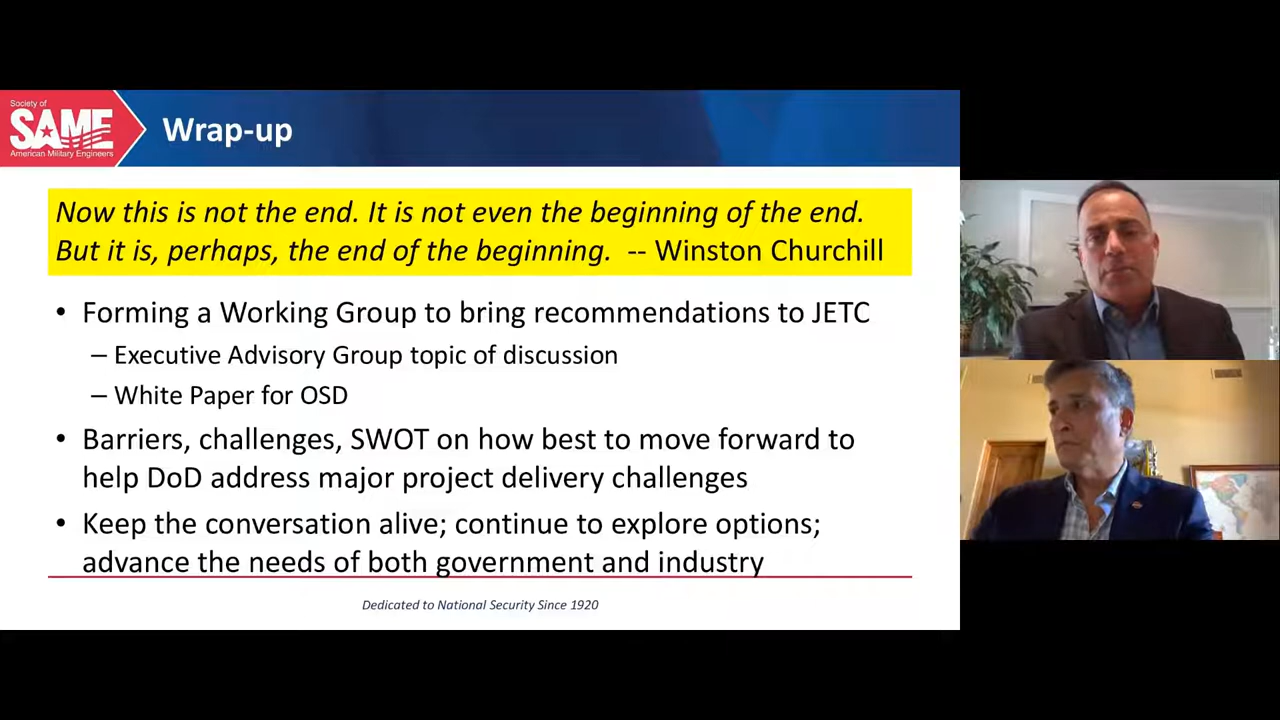 Society of
SAME
American Military Engineers
Wrap-up
Now this is not the end. It is not even the beginning of the end.
But it is, perhaps, the end of the beginning. -- Winston Churchill
• Forming a Working Group to bring recommendations to JETC
– Executive Advisory Group topic of discussion
– White Paper for OSD
• Barriers, challenges, SWOT on how best to move forward to
help DoD address major project delivery challenges
• Keep the conversation alive; continue to explore options;
advance the needs of both government and industry
Dedicated to National Security Since 1920